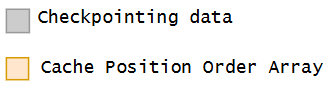 Checkpointing data
Cache Position Order Array